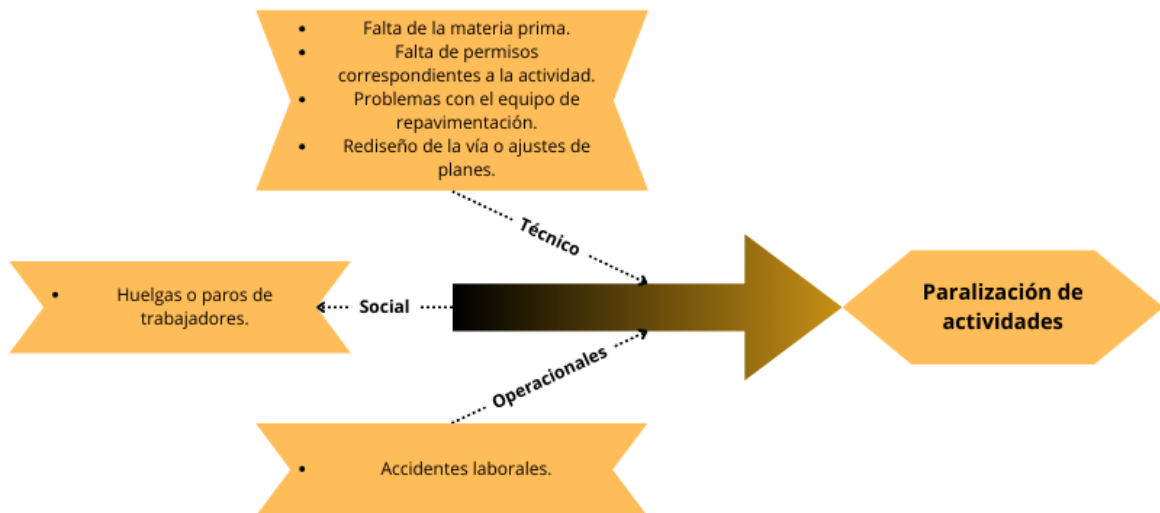 • Falta de la materia prima.
• Falta de permisos
correspondientes a la actividad.
• Problemas con el equipo de
repavimentación.
• Rediseño de la vía o ajustes de
planes.
Técnico
• Huelgas o paros de
trabajadores.
Social
Paralización de
actividades
Operacionales
• Accidentes laborales.